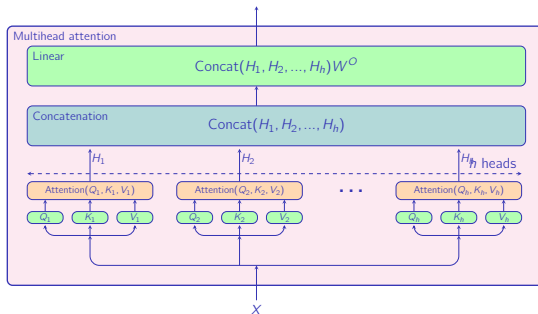 Multihead attention
Linear
Concat(H₁, H₂, ..., Hₕ)Wᴼ
Concatenation
Concat(H₁, H₂, ..., Hₕ)
H₁ H₂ Hₕ
h heads
Attention(Q₁, K₁, V₁) Attention(Q₂, K₂, V₂) ... Attention(Qₕ, Kₕ, Vₕ)
Q₁ K₁ V₁ Q₂ K₂ V₂ Qₕ Kₕ Vₕ
X